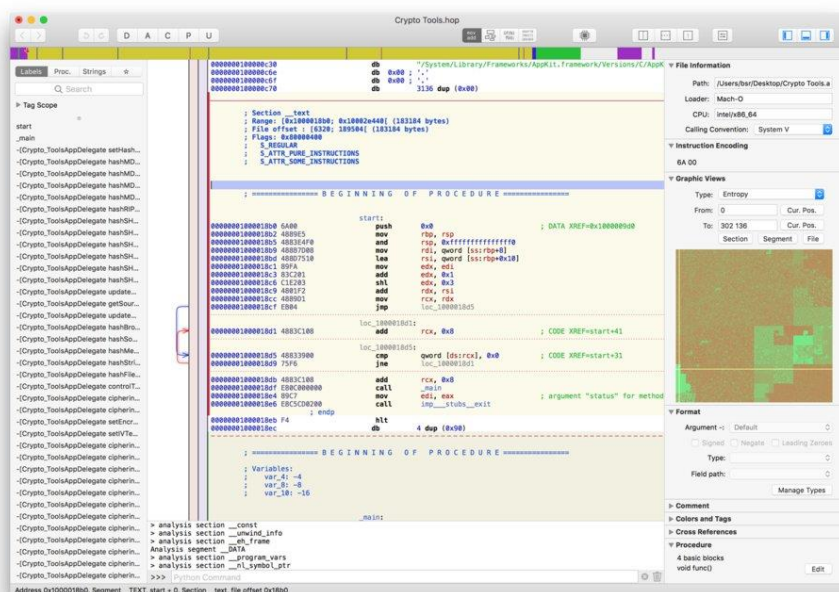 Crypto Tools.hop
D A C P U
Labels Proc. Strings
Search
Tag Scope
start
_main
-[Crypto_ToolsAppDelegate setHash...
-[Crypto_ToolsAppDelegate hashMD...
-[Crypto_ToolsAppDelegate hashMD...
-[Crypto_ToolsAppDelegate hashMD...
-[Crypto_ToolsAppDelegate hashRIP...
-[Crypto_ToolsAppDelegate hashSH...
-[Crypto_ToolsAppDelegate hashSH...
-[Crypto_ToolsAppDelegate hashSH...
-[Crypto_ToolsAppDelegate hashSH...
-[Crypto_ToolsAppDelegate hashSH...
-[Crypto_ToolsAppDelegate update...
-[Crypto_ToolsAppDelegate getSour...
-[Crypto_ToolsAppDelegate update...
-[Crypto_ToolsAppDelegate hashBro...
-[Crypto_ToolsAppDelegate hashSo...
-[Crypto_ToolsAppDelegate hashMe...
-[Crypto_ToolsAppDelegate hashStri...
-[Crypto_ToolsAppDelegate hashFile...
-[Crypto_ToolsAppDelegate controlT...
-[Crypto_ToolsAppDelegate cipherin...
-[Crypto_ToolsAppDelegate cipherin...
-[Crypto_ToolsAppDelegate setEncr...
-[Crypto_ToolsAppDelegate setIVTe...
-[Crypto_ToolsAppDelegate cipherin...
-[Crypto_ToolsAppDelegate cipherin...
-[Crypto_ToolsAppDelegate cipherin...
-[Crypto_ToolsAppDelegate cipherin...
-[Crypto_ToolsAppDelegate cipherin...
-[Crypto_ToolsAppDelegate cipherin...
-[Crypto_ToolsAppDelegate cipherin...
-[Crypto_ToolsAppDelegate cipherin...
0000000100000c30 db "/System/Library/Frameworks/AppKit.framework/Versions/C/AppK
0000000100000c6e db 0x00 ; '.'
0000000100000c6f db 0x00 ; '.'
0000000100000c70 db 3136 dup (0x00)
; Section __text
; Range: [0x1000018b0; 0x10002e440[ (183184 bytes)
; File offset : [6320; 189504[ (183184 bytes)
; Flags: 0x80000400
; S_REGULAR
; S_ATTR_PURE_INSTRUCTIONS
; S_ATTR_SOME_INSTRUCTIONS
; ================ B E G I N N I N G   O F   P R O C E D U R E ================
start:
00000001000018b0 6A00 push 0x0 ; DATA XREF=0x1000009d0
00000001000018b2 4889E5 mov rbp, rsp
00000001000018b5 4883E4F0 and rsp, 0xfffffffffffffff0
00000001000018b9 488B7D08 mov rdi, qword [ss:rbp+8]
00000001000018bd 488D7510 lea rsi, qword [ss:rbp+0x10]
00000001000018c1 89FA mov edx, edi
00000001000018c3 83C201 add edx, 0x1
00000001000018c6 C1E203 shl edx, 0x3
00000001000018c9 4801F2 add rdx, rsi
00000001000018cc 4889D1 mov rcx, rdx
00000001000018cf EB04 jmp loc_1000018d5
loc_1000018d1:
00000001000018d1 4883C108 add rcx, 0x8 ; CODE XREF=start+41
loc_1000018d5:
00000001000018d5 48833900 cmp qword [ds:rcx], 0x0 ; CODE XREF=start+31
00000001000018d9 75F6 jne loc_1000018d1
00000001000018db 4883C108 add rcx, 0x8
00000001000018df E80C000000 call _main
00000001000018e4 89C7 mov edi, eax ; argument "status" for method
00000001000018e6 E8C5CD0200 call imp___stubs__exit
; endp
00000001000018eb F4 hlt
00000001000018ec db 4 dup (0x90)
; ================ B E G I N N I N G   O F   P R O C E D U R E ================
; Variables:
; var_4: -4
; var_8: -8
; var_10: -16
_main:
> analysis section __const
> analysis section __unwind_info
> analysis section __eh_frame
Analysis segment __DATA
> analysis section __program_vars
> analysis section __nl_symbol_ptr
>>> Python Command
Address 0x1000018b0, Segment __TEXT, start + 0, Section __text, file offset 0x18b0
File Information
Path: /Users/bsr/Desktop/Crypto Tools.a
Loader: Mach-O
CPU: intel/x86_64
Calling Convention: System V
Instruction Encoding
6A 00
Graphic Views
Type: Entropy
From: 0 Cur. Pos.
To: 302 136 Cur. Pos.
Section Segment File
Format
Argument Default
Signed Negate Leading Zeroes
Type:
Field path:
Manage Types
Comment
Colors and Tags
Cross References
Procedure
4 basic blocks
void func()
Edit